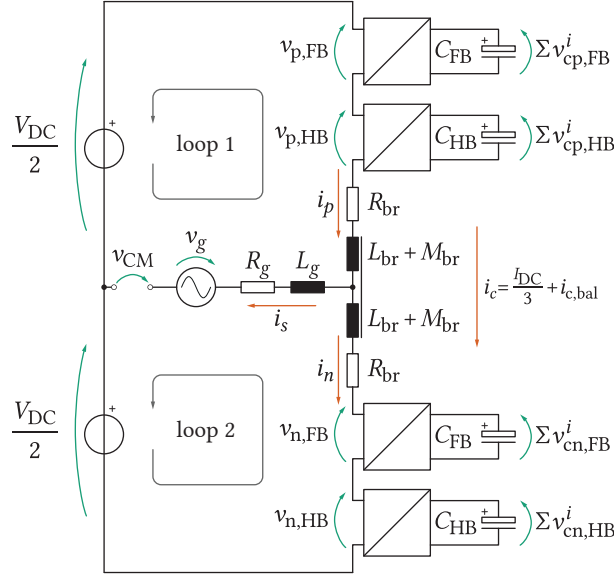 v_p,FB
C_FB
Σv^i_cp,FB
V_DC/2
loop 1
v_p,HB
C_HB
Σv^i_cp,HB
i_p
R_br
v_g
v_CM
R_g
L_g
L_br + M_br
i_c = I_DC/3 + i_c,bal
i_s
L_br + M_br
i_n
R_br
V_DC/2
loop 2
v_n,FB
C_FB
Σv^i_cn,FB
v_n,HB
C_HB
Σv^i_cn,HB